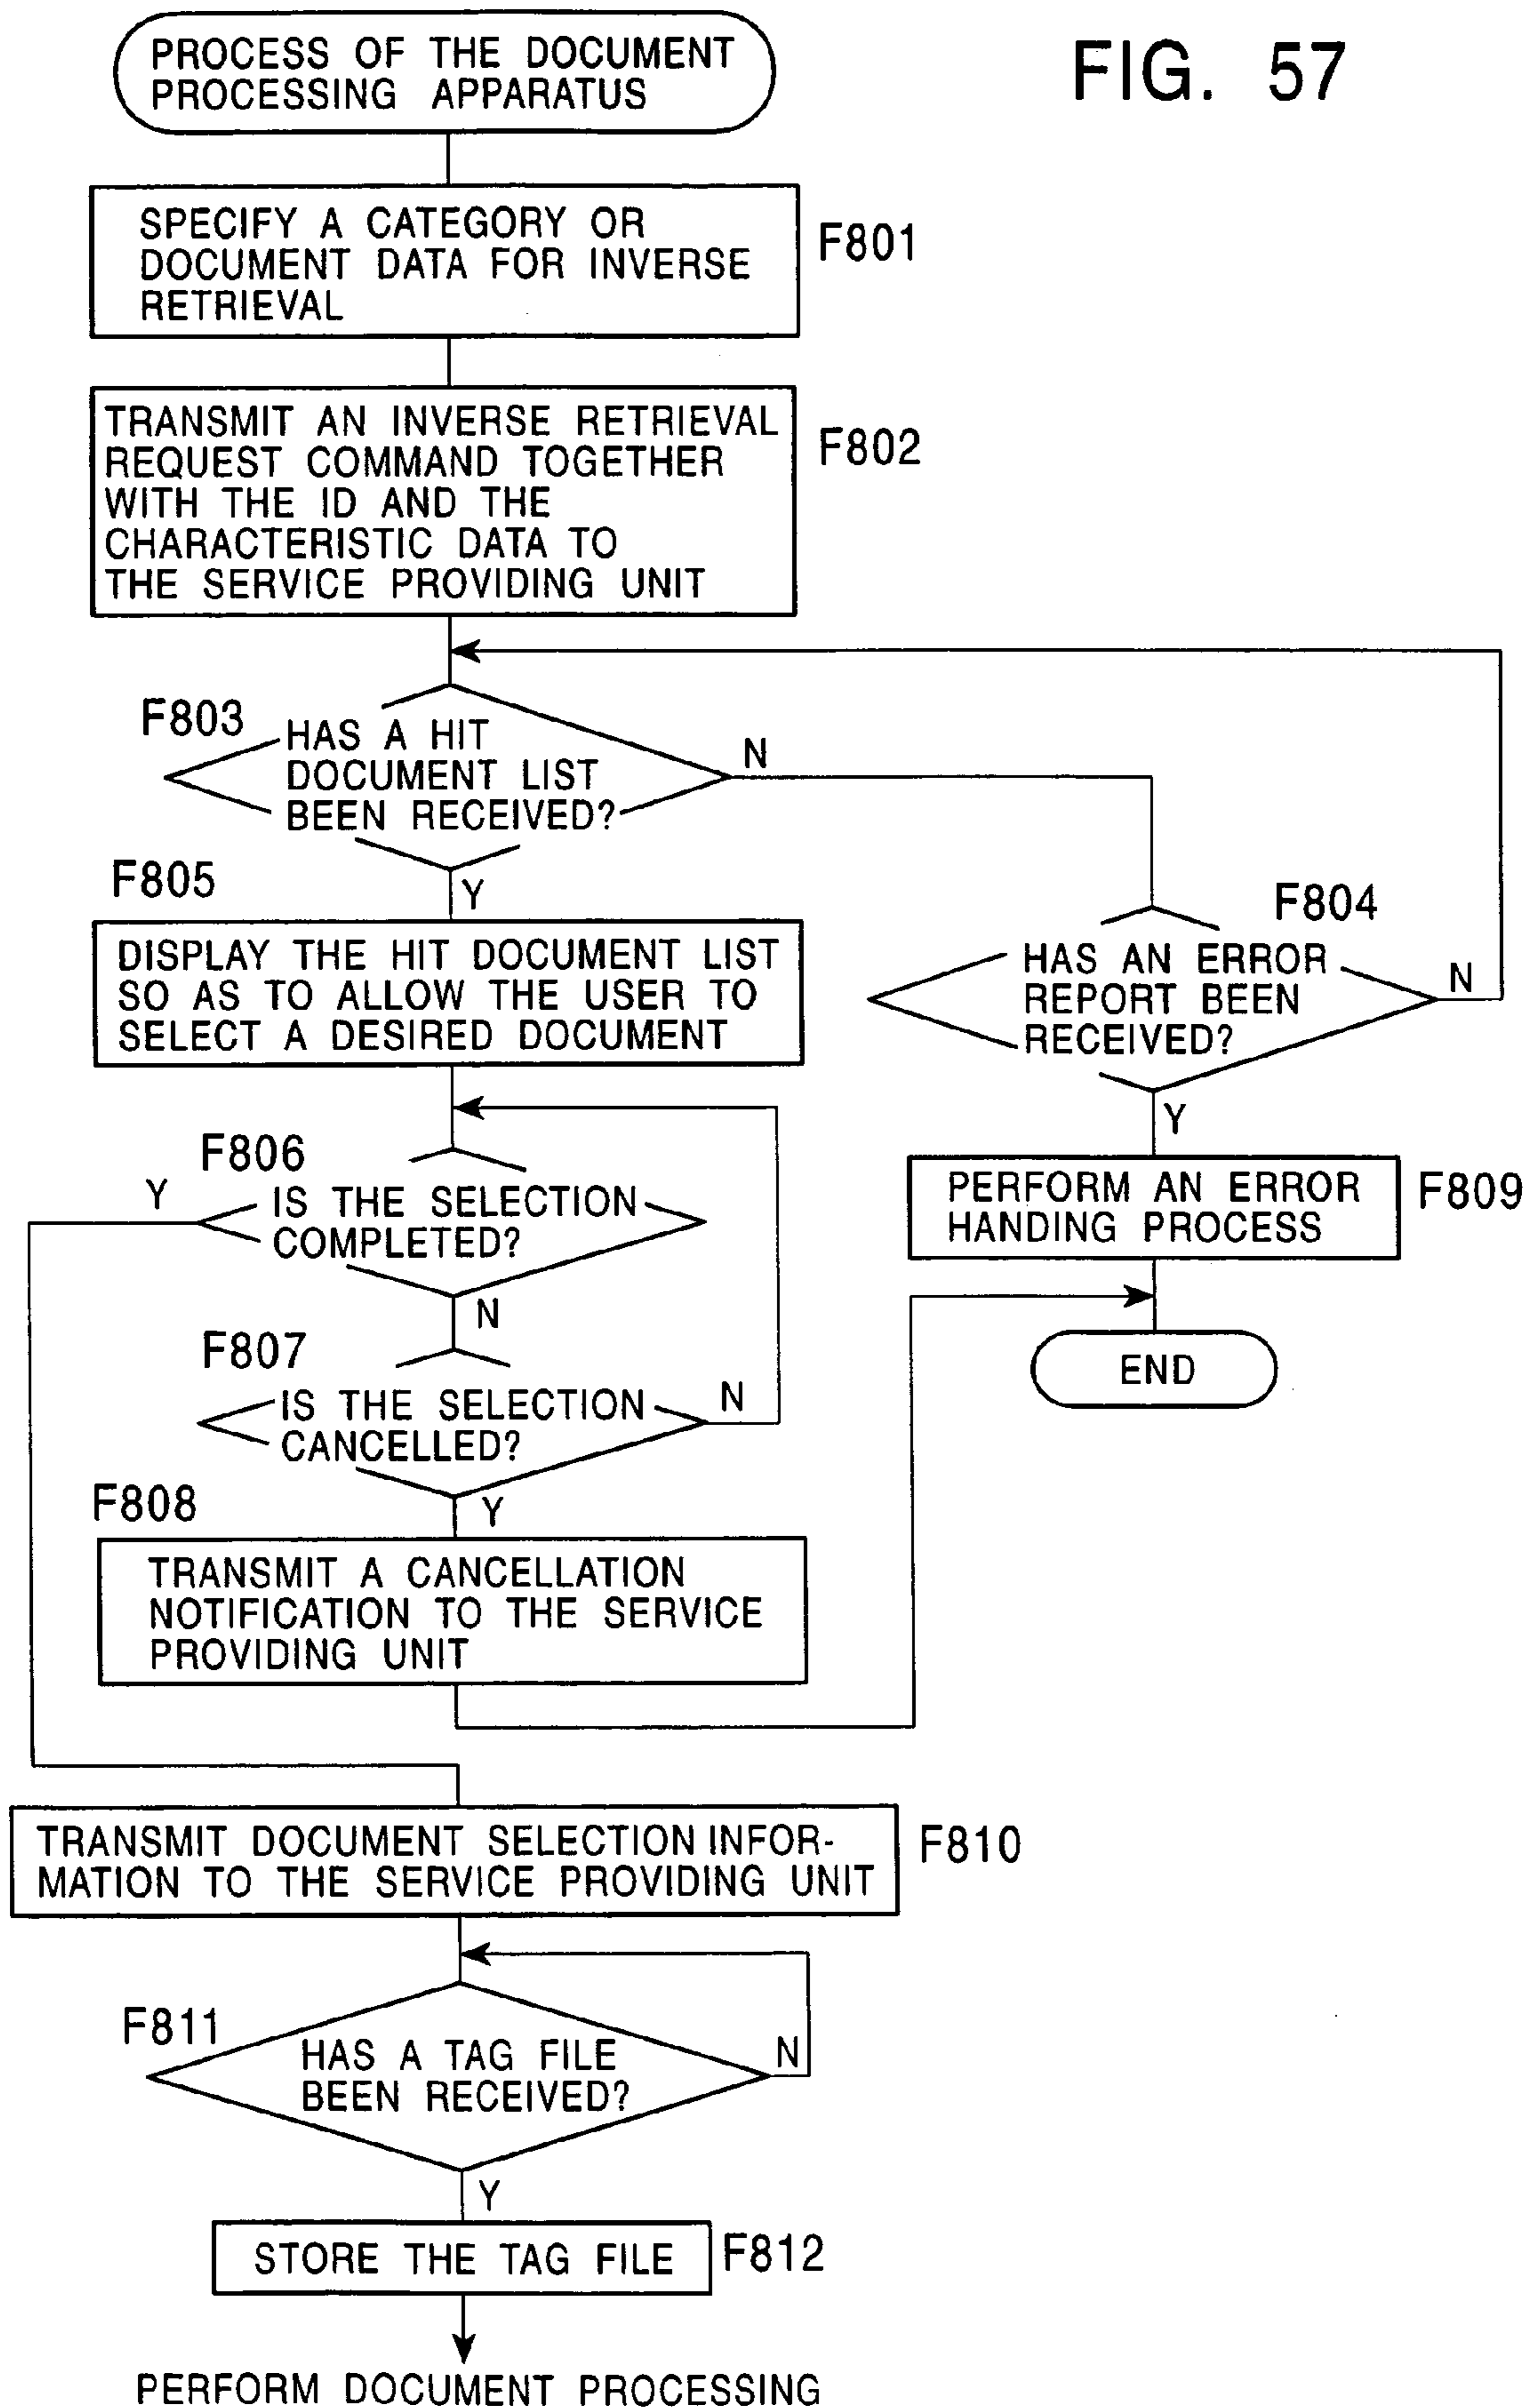 PROCESS OF THE DOCUMENT
PROCESSING APPARATUS
FIG. 57
SPECIFY A CATEGORY OR
DOCUMENT DATA FOR INVERSE
RETRIEVAL
F801
TRANSMIT AN INVERSE RETRIEVAL
REQUEST COMMAND TOGETHER
WITH THE ID AND THE
CHARACTERISTIC DATA TO
THE SERVICE PROVIDING UNIT
F802
F803
HAS A HIT
DOCUMENT LIST
BEEN RECEIVED?
N
Y
F805
DISPLAY THE HIT DOCUMENT LIST
SO AS TO ALLOW THE USER TO
SELECT A DESIRED DOCUMENT
F804
HAS AN ERROR
REPORT BEEN
RECEIVED?
N
Y
F806
Y
IS THE SELECTION
COMPLETED?
N
PERFORM AN ERROR
HANDING PROCESS
F809
F807
IS THE SELECTION
CANCELLED?
N
Y
END
F808
TRANSMIT A CANCELLATION
NOTIFICATION TO THE SERVICE
PROVIDING UNIT
TRANSMIT DOCUMENT SELECTION INFOR-
MATION TO THE SERVICE PROVIDING UNIT
F810
F811
HAS A TAG FILE
BEEN RECEIVED?
N
Y
STORE THE TAG FILE
F812
PERFORM DOCUMENT PROCESSING